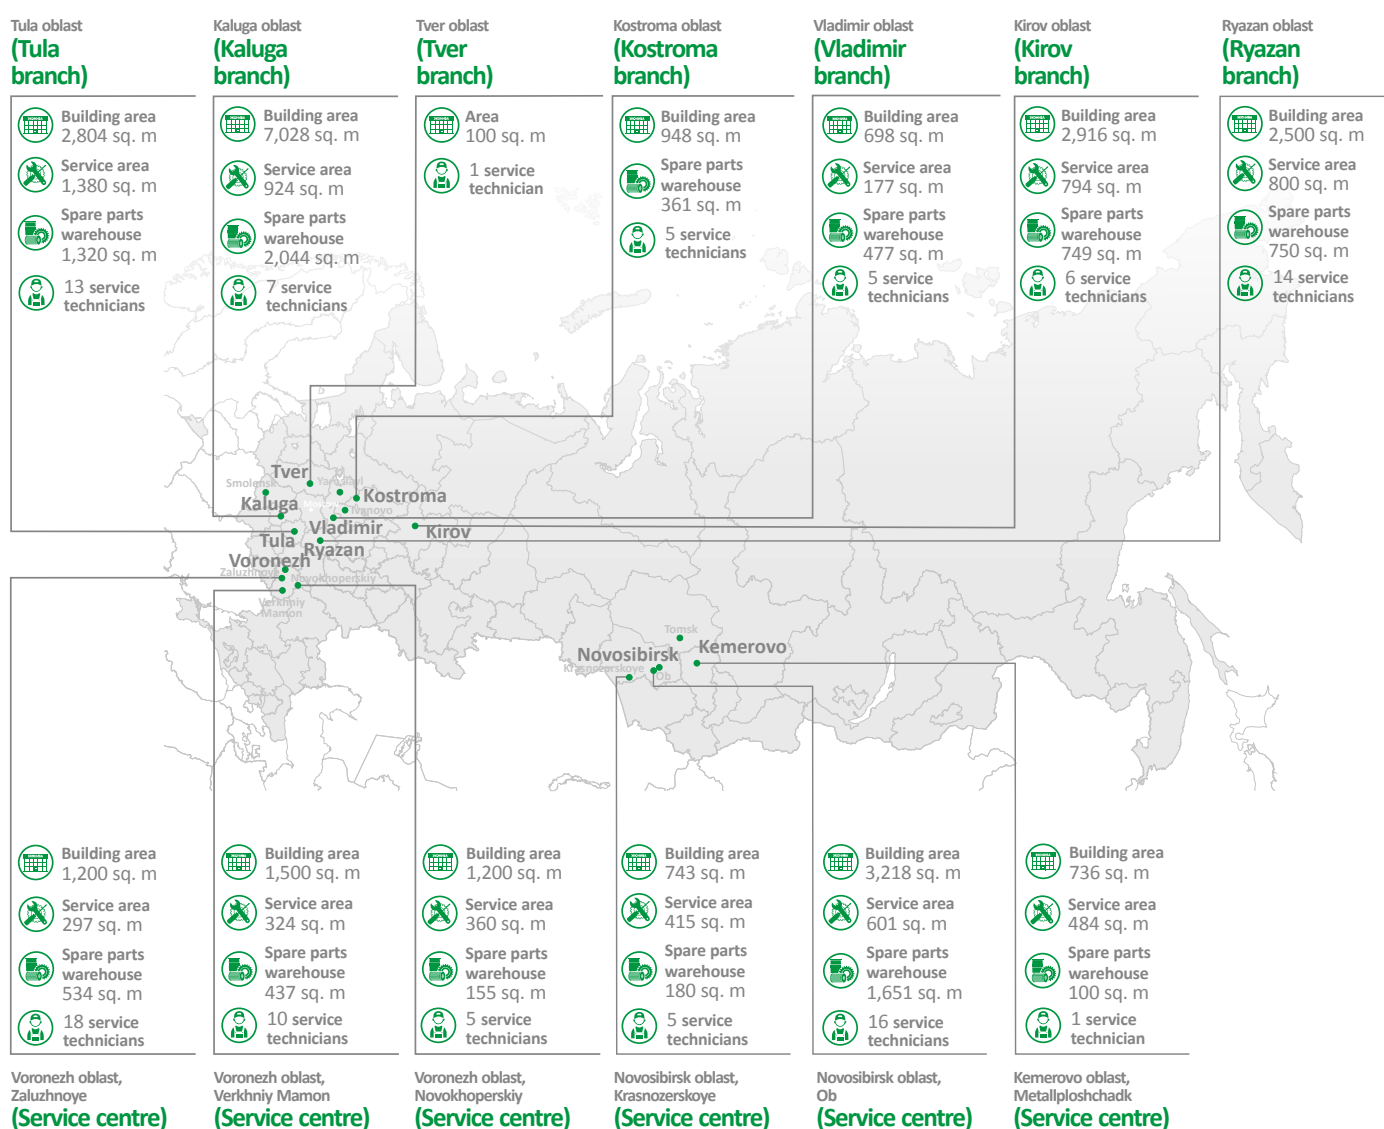 Tula oblast
(Tula
branch)
Building area
2,804 sq. m
Service area
1,380 sq. m
Spare parts
warehouse
1,320 sq. m
13 service
technicians
Kaluga oblast
(Kaluga
branch)
Building area
7,028 sq. m
Service area
924 sq. m
Spare parts
warehouse
2,044 sq. m
7 service
technicians
Tver oblast
(Tver
branch)
Area
100 sq. m
1 service
technician
Kostroma oblast
(Kostroma
branch)
Building area
948 sq. m
Spare parts
warehouse
361 sq. m
5 service
technicians
Vladimir oblast
(Vladimir
branch)
Building area
698 sq. m
Service area
177 sq. m
Spare parts
warehouse
477 sq. m
5 service
technicians
Kirov oblast
(Kirov
branch)
Building area
2,916 sq. m
Service area
794 sq. m
Spare parts
warehouse
749 sq. m
6 service
technicians
Ryazan oblast
(Ryazan
branch)
Building area
2,500 sq. m
Service area
800 sq. m
Spare parts
warehouse
750 sq. m
14 service
technicians
Tver
Smolensk
Yaroslavl
Kaluga
Kostroma
Ivanovo
Vladimir
Kirov
Tula
Ryazan
Voronezh
Zaluzhnoye
Novokhoperskiy
Verkhniy
Mamon
Tomsk
Novosibirsk
Kemerovo
Krasnozerskoye
Ob
Building area
1,200 sq. m
Service area
297 sq. m
Spare parts
warehouse
534 sq. m
18 service
technicians
Voronezh oblast,
Zaluzhnoye
(Service centre)
Building area
1,500 sq. m
Service area
324 sq. m
Spare parts
warehouse
437 sq. m
10 service
technicians
Voronezh oblast,
Verkhniy Mamon
(Service centre)
Building area
1,200 sq. m
Service area
360 sq. m
Spare parts
warehouse
155 sq. m
5 service
technicians
Voronezh oblast,
Novokhoperskiy
(Service centre)
Building area
743 sq. m
Service area
415 sq. m
Spare parts
warehouse
180 sq. m
5 service
technicians
Novosibirsk oblast,
Krasnozerskoye
(Service centre)
Building area
3,218 sq. m
Service area
601 sq. m
Spare parts
warehouse
1,651 sq. m
16 service
technicians
Novosibirsk oblast,
Ob
(Service centre)
Building area
736 sq. m
Service area
484 sq. m
Spare parts
warehouse
100 sq. m
1 service
technician
Kemerovo oblast,
Metallploshchadk
(Service centre)